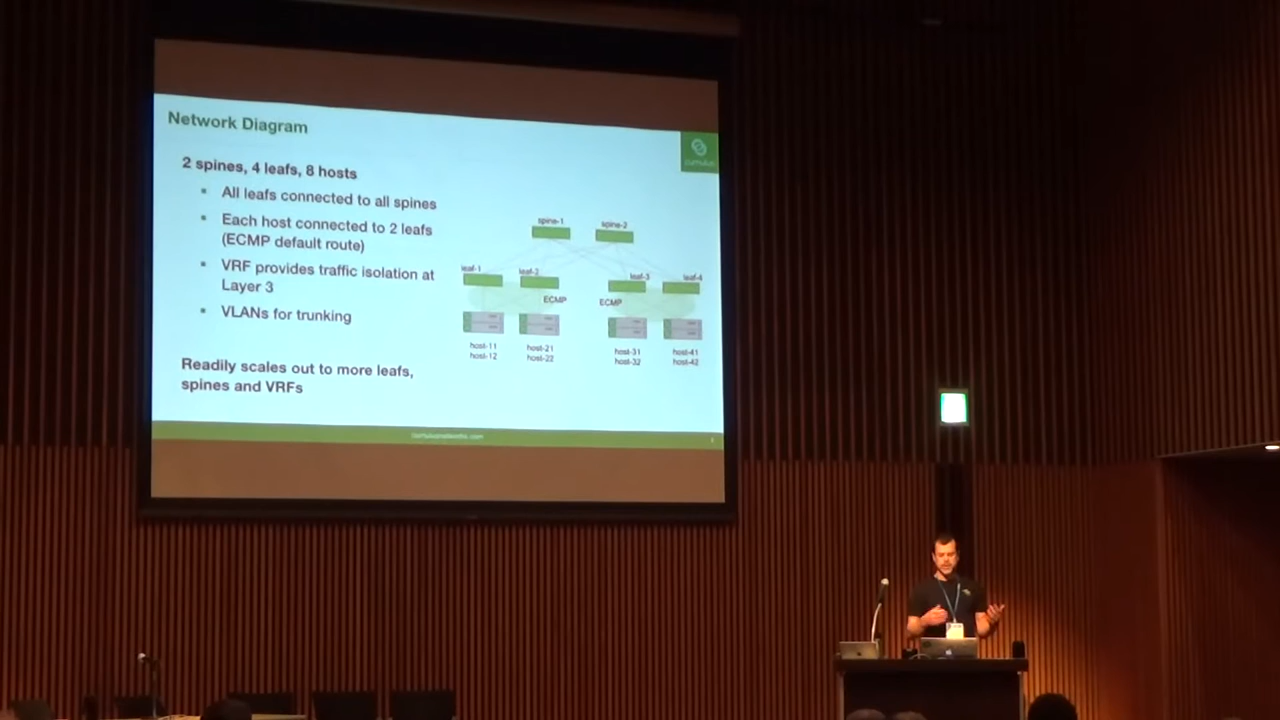 Network Diagram
cumulus
2 spines, 4 leafs, 8 hosts
▪ All leafs connected to all spines
▪ Each host connected to 2 leafs
(ECMP default route)
▪ VRF provides traffic isolation at
Layer 3
▪ VLANs for trunking
Readily scales out to more leafs,
spines and VRFs
spine-1 spine-2
leaf-1 leaf-2 leaf-3 leaf-4
ECMP ECMP
host-11 host-21 host-31 host-41
host-12 host-22 host-32 host-42